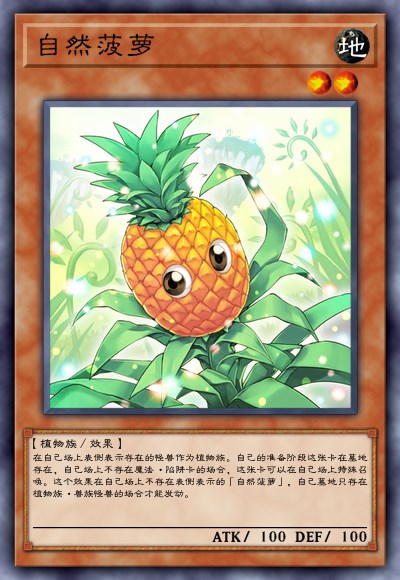 自然菠萝
地
【植物族／效果】
在自己场上表侧表示存在的怪兽作为植物族。自己的准备阶段这张卡在墓地
存在，自己场上不存在魔法·陷阱卡的场合，这张卡可以在自己场上特殊召
唤。这个效果在自己场上不存在表侧表示的「自然菠萝」，自己墓地只存在
植物族·兽族怪兽的场合才能发动。
ATK/ 100 DEF/ 100